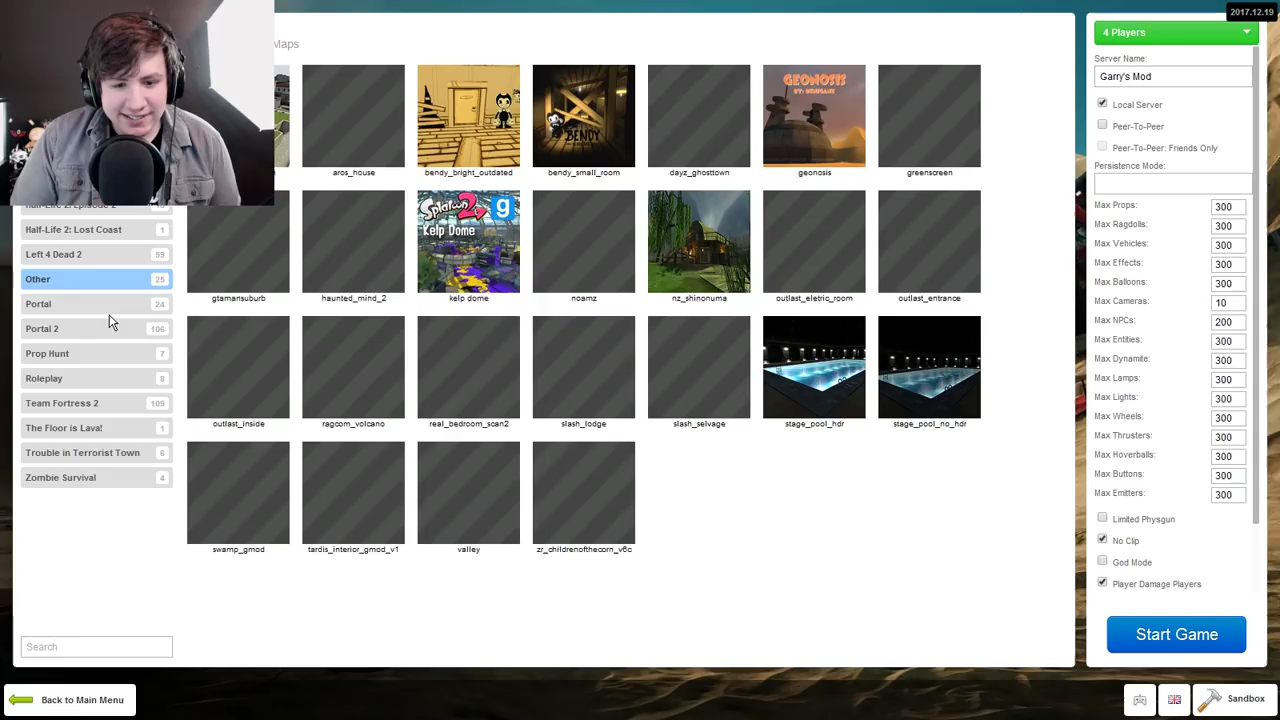 2017.12.19
Maps
4 Players
Server Name:
Garry's Mod
Local Server
Peer-To-Peer
Peer-To-Peer: Friends Only
Persistence Mode:
Max Props: 300
Max Ragdolls: 300
Max Vehicles: 300
Max Effects: 300
Max Balloons: 300
Max Cameras: 10
Max NPCs: 200
Max Entities: 300
Max Dynamite: 300
Max Lamps: 300
Max Lights: 300
Max Wheels: 300
Max Thrusters: 300
Max Hoverballs: 300
Max Buttons: 300
Max Emitters: 300
Limited Physgun
No Clip
God Mode
Player Damage Players
Start Game
Half-Life 2: Lost Coast 1
Left 4 Dead 2 59
Other 25
Portal 24
Portal 2 106
Prop Hunt 7
Roleplay 8
Team Fortress 2 109
The Floor is Lava! 1
Trouble in Terrorist Town 6
Zombie Survival 4
Search
BENDY
GEONOSIS
aros_house
bendy_bright_outdated
bendy_small_room
dayz_ghosttown
geonosis
greenscreen
Splatoon 2 g
Kelp Dome
gtamansuburb
haunted_mind_2
kelp dome
noamz
nz_shinonuma
outlast_eletric_room
outlast_entrance
outlast_inside
ragcom_volcano
real_bedroom_scan2
slash_lodge
slash_selvage
stage_pool_hdr
stage_pool_no_hdr
swamp_gmod
tardis_interior_gmod_v1
valley
zr_childrenofthecorn_v6c
Back to Main Menu
Sandbox